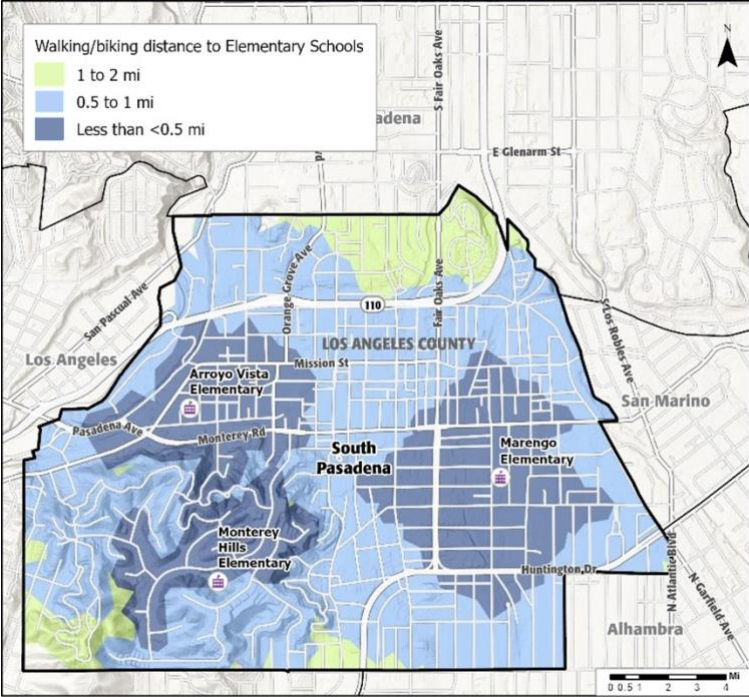 Walking/biking distance to Elementary Schools
1 to 2 mi
0.5 to 1 mi
Less than <0.5 mi
N
S Fair Oaks Ave
adena
E Glenarm St
San Pascual Ave
Orange Grove Ave
110
Fair Oaks Ave
S Los Robles Ave
LOS ANGELES COUNTY
Los Angeles
Mission St
Arroyo Vista
Elementary
San Marino
Pasadena Ave
Monterey Rd
South
Pasadena
Marengo
Elementary
Monterey
Hills
Elementary
Huntington Dr
N Atlantic Blvd
N Garfield Ave
Alhambra
Mi
0 0.5 1 2 3 4